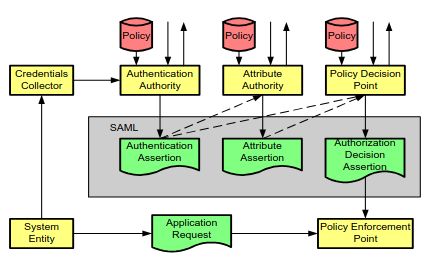 Policy
Policy
Policy
Credentials
Collector
Authentication
Authority
Attribute
Authority
Policy Decision
Point
SAML
Authentication
Assertion
Attribute
Assertion
Authorization
Decision
Assertion
System
Entity
Application
Request
Policy Enforcement
Point